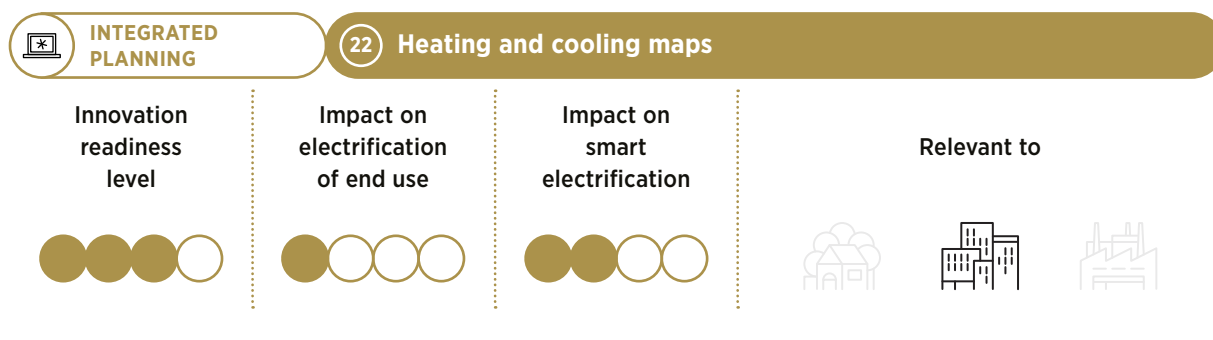 INTEGRATED
PLANNING
22 Heating and cooling maps
Innovation
readiness
level
Impact on
electrification
of end use
Impact on
smart
electrification
Relevant to